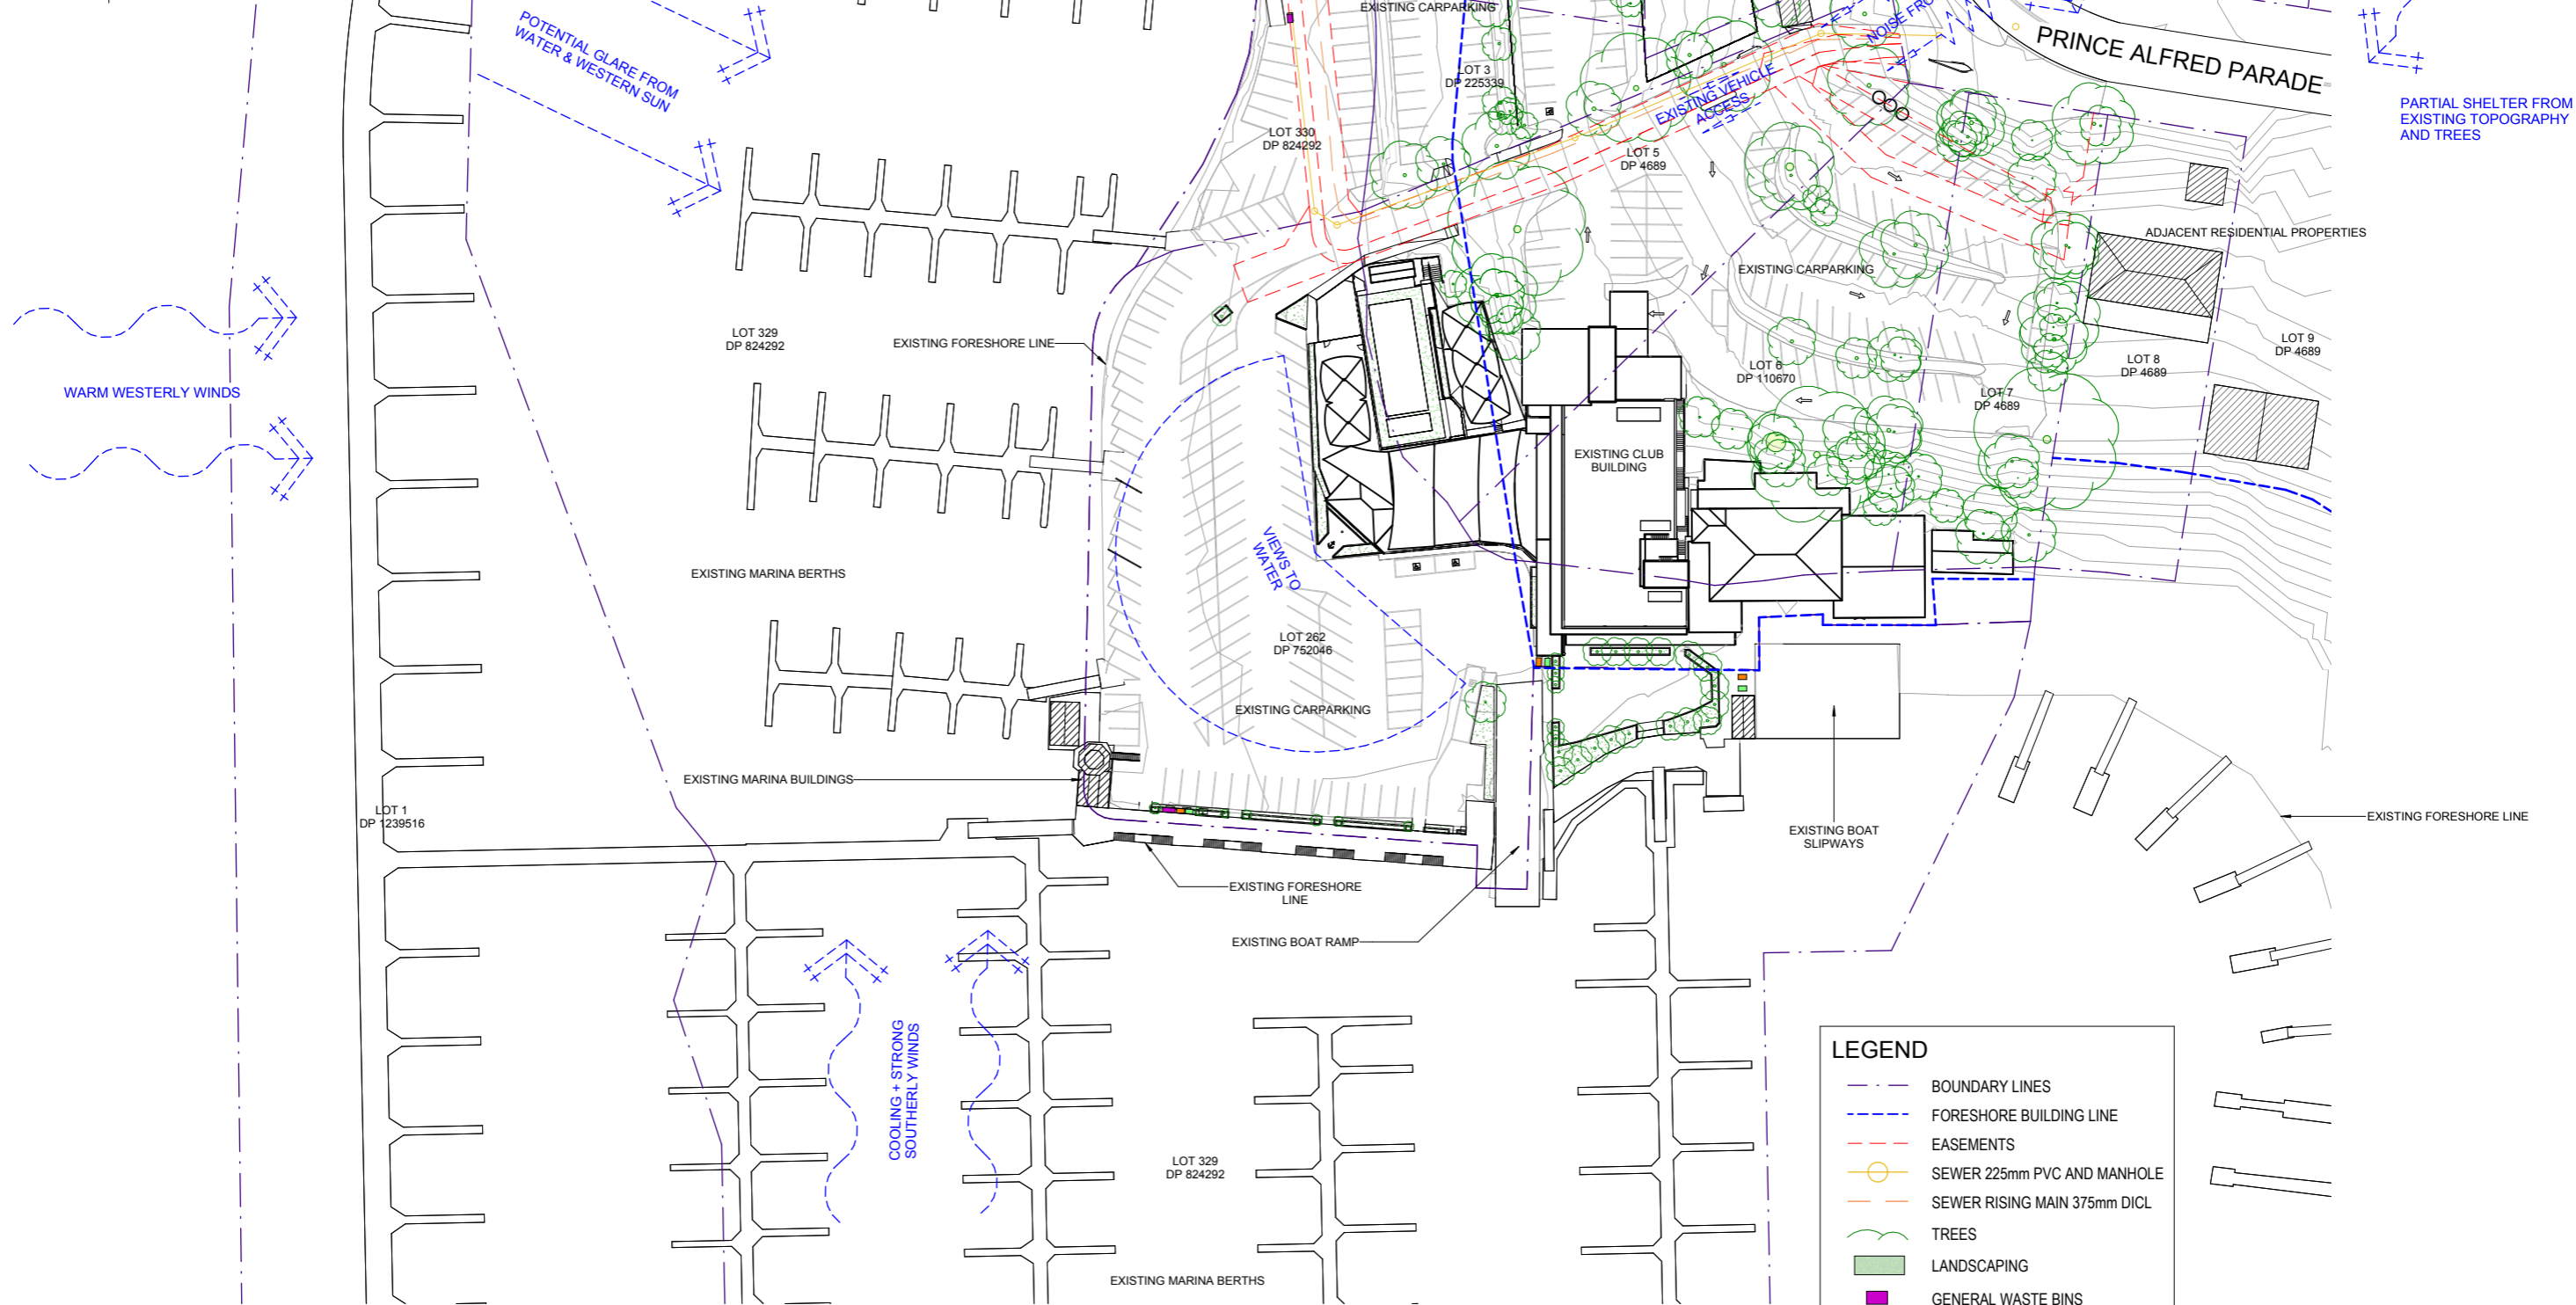 EXISTING CARPARKING
POTENTIAL GLARE FROM
WATER & WESTERN SUN
NOISE FRO
PRINCE ALFRED PARADE
PARTIAL SHELTER FROM
EXISTING TOPOGRAPHY
AND TREES
LOT 3
DP 225339
EXISTING VEHICLE
ACCESS
LOT 330
DP 824292
LOT 5
DP 4689
ADJACENT RESIDENTIAL PROPERTIES
EXISTING CARPARKING
LOT 329
DP 824292
EXISTING FORESHORE LINE
LOT 9
DP 4689
LOT 8
DP 4689
LOT 6
DP 110670
LOT 7
DP 4689
WARM WESTERLY WINDS
EXISTING CLUB
BUILDING
VIEWS TO
WATER
EXISTING MARINA BERTHS
LOT 262
DP 752046
EXISTING CARPARKING
EXISTING MARINA BUILDINGS
LOT 1
DP 1239516
EXISTING BOAT
SLIPWAYS
EXISTING FORESHORE LINE
EXISTING FORESHORE
LINE
EXISTING BOAT RAMP
COOLING + STRONG
SOUTHERLY WINDS
LOT 329
DP 824292
EXISTING MARINA BERTHS
LEGEND
BOUNDARY LINES
FORESHORE BUILDING LINE
EASEMENTS
SEWER 225mm PVC AND MANHOLE
SEWER RISING MAIN 375mm DICL
TREES
LANDSCAPING
GENERAL WASTE BINS